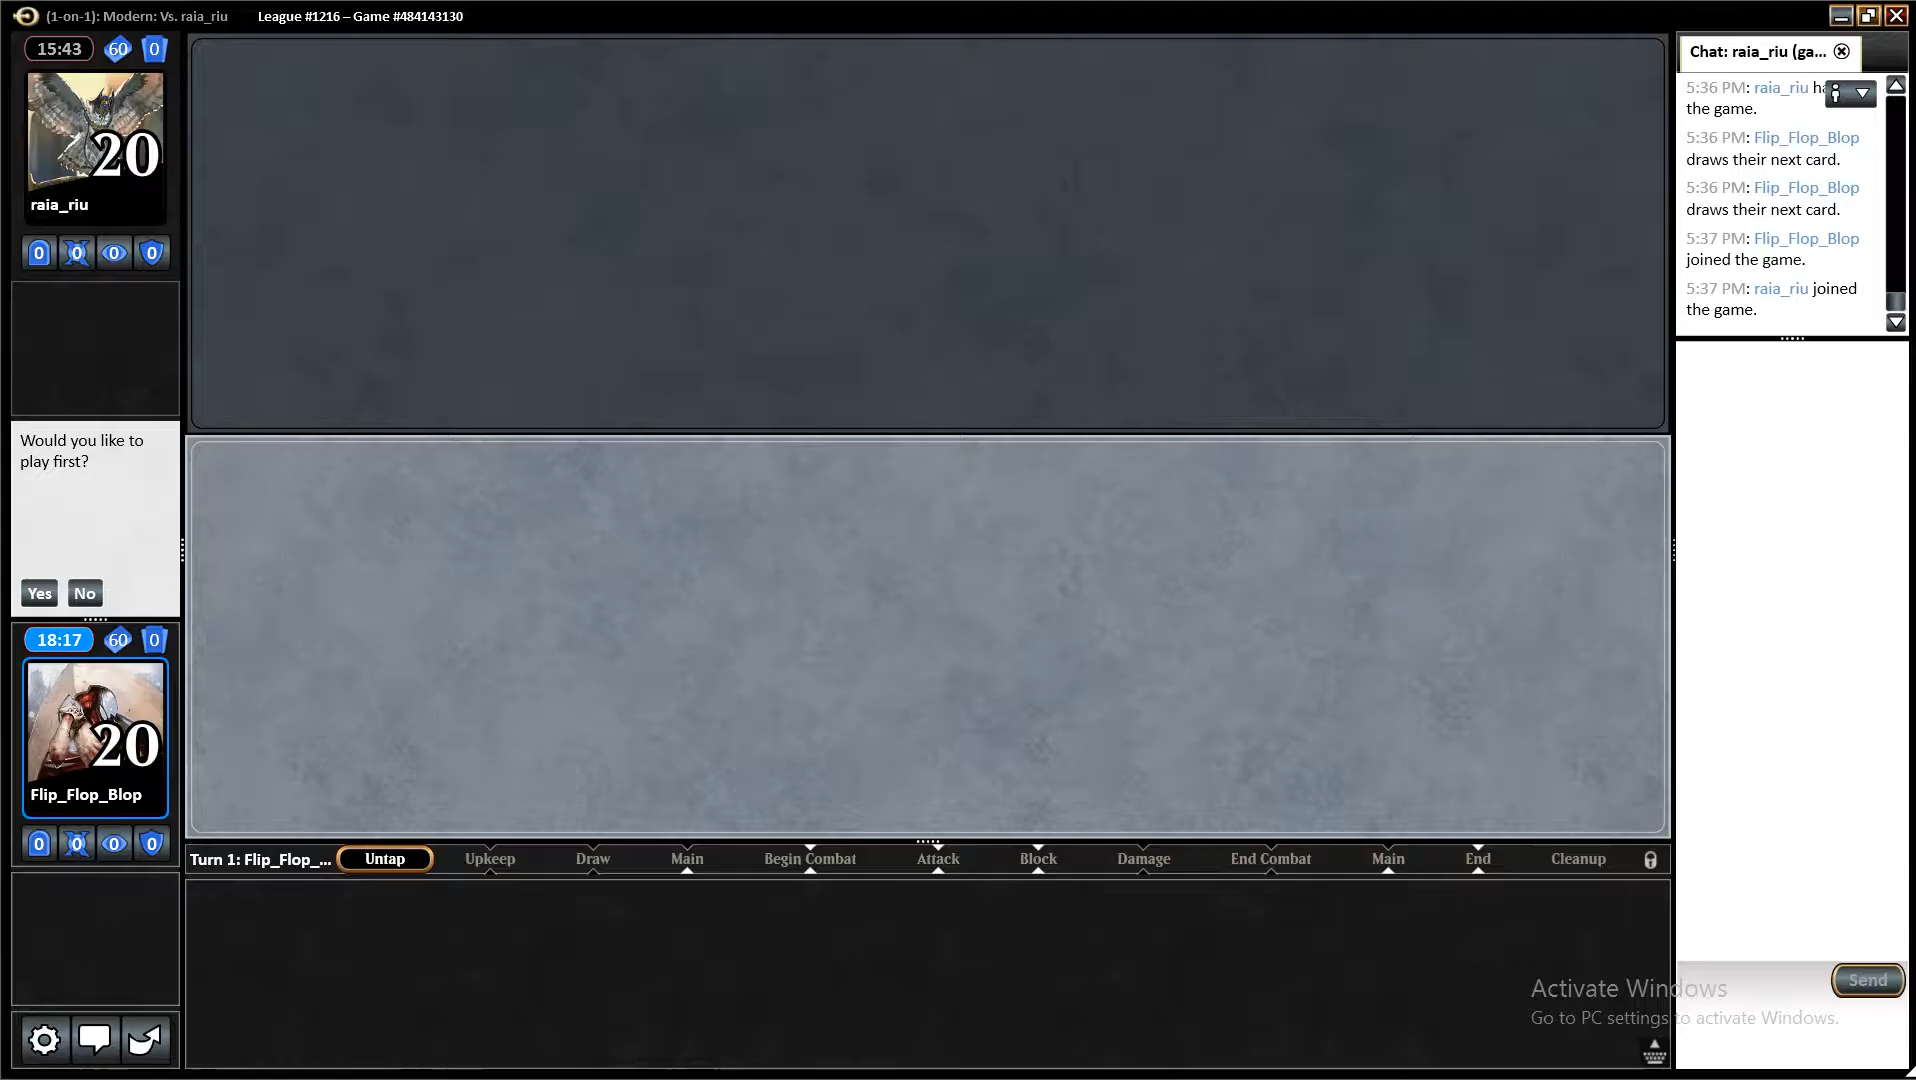 (1-on-1): Modern: Vs. raia_riu League #1216 – Game #484143130
15:43 60 0
20
raia_riu
0 0 0 0
Would you like to
play first?
Yes No
18:17 60 0
20
Flip_Flop_Blop
0 0 0 0
Turn 1: Flip_Flop_... Untap Upkeep Draw Main Begin Combat Attack Block Damage End Combat Main End Cleanup
Chat: raia_riu (ga...
5:36 PM: raia_riu
the game.
5:36 PM: Flip_Flop_Blop
draws their next card.
5:36 PM: Flip_Flop_Blop
draws their next card.
5:37 PM: Flip_Flop_Blop
joined the game.
5:37 PM: raia_riu joined
the game.
Send
Activate Windows
Go to PC settings to activate Windows.